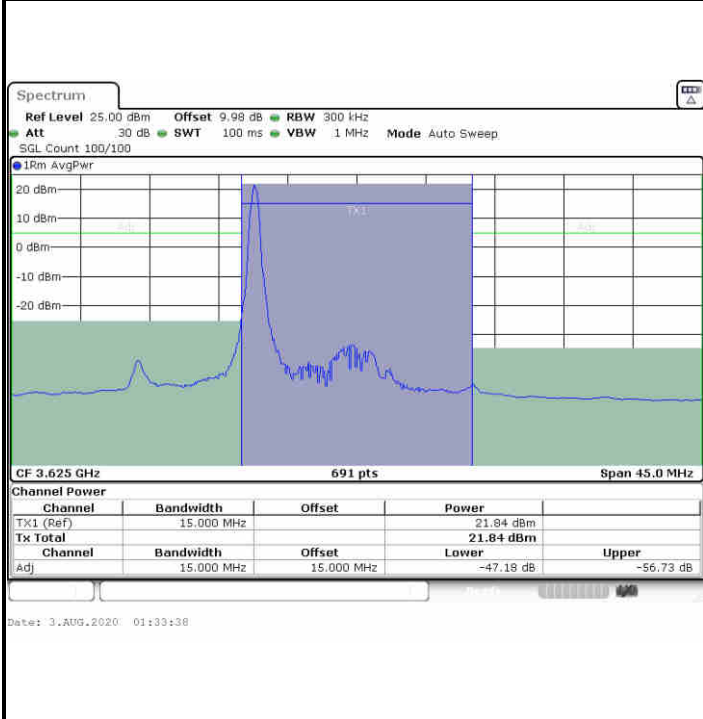 Spectrum
Ref Level 25.00 dBm Offset 9.98 dB RBW 300 kHz
Att 30 dB SWT 100 ms VBW 1 MHz Mode Auto Sweep
SGL Count 100/100
1Rm AvgPwr
20 dBm
TX1
10 dBm
Adj Adj
0 dBm
-10 dBm
-20 dBm
CF 3.625 GHz 691 pts Span 45.0 MHz
Channel Power
Channel Bandwidth Offset Power
TX1 (Ref) 15.000 MHz 21.84 dBm
Tx Total 21.84 dBm
Channel Bandwidth Offset Lower Upper
Adj 15.000 MHz 15.000 MHz -47.18 dB -56.73 dB
Date: 3.AUG.2020 01:33:38